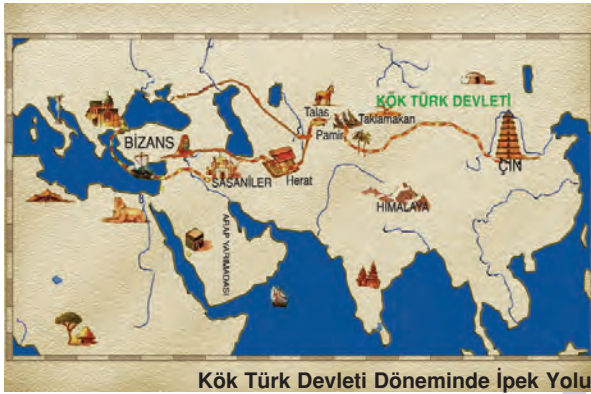 KÖK TÜRK DEVLETİ
Talas
Taklamakan
Pamir
BİZANS
ÇİN
SASANİLER
Herat
HİMALAYA
ARAP YARIMADASI
Kök Türk Devleti Döneminde İpek Yolu